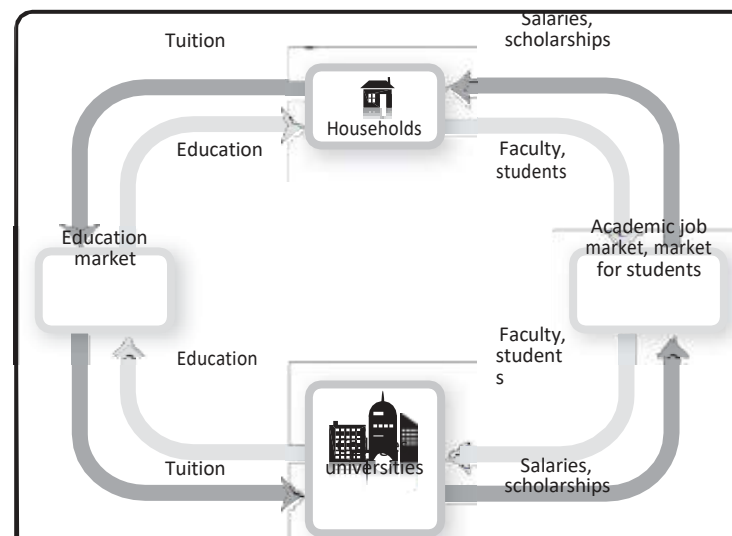 Tuition
Salaries,
scholarships
Households
Education
Faculty,
students
Education
market
Academic job
market, market
for students
Education
Faculty,
student
s
universities
Tuition
Salaries,
scholarships